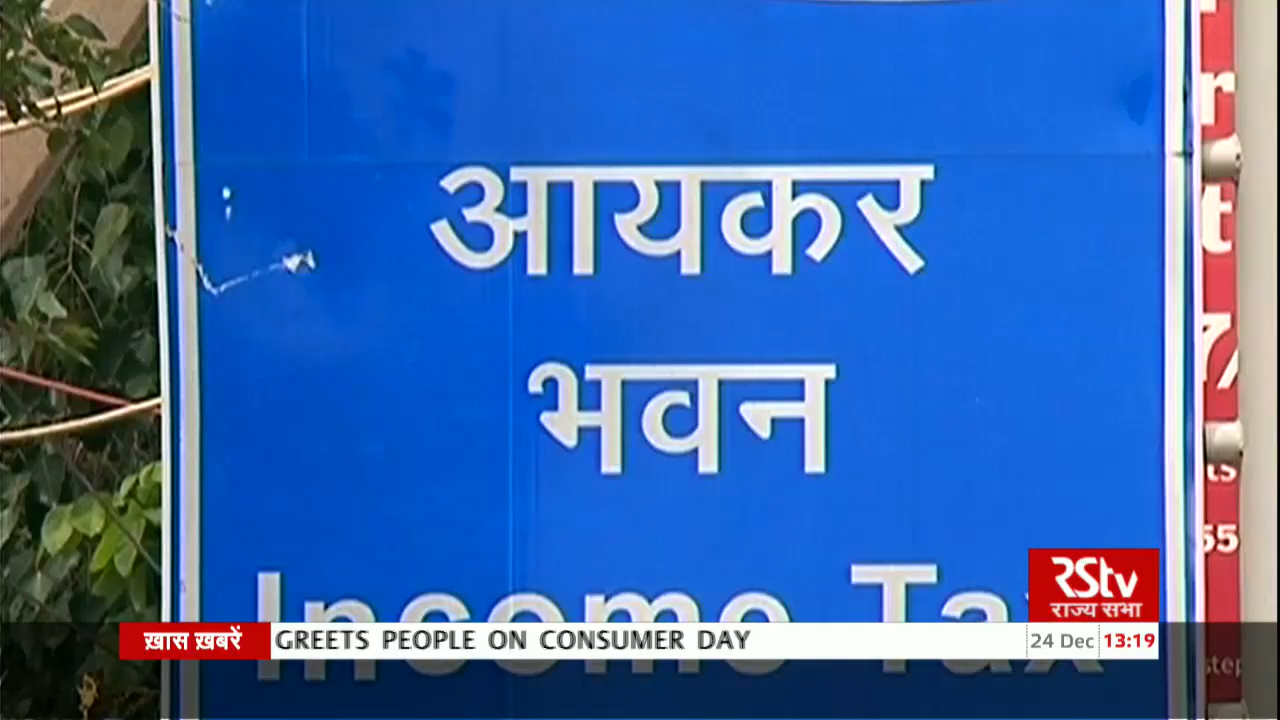 आयकर
भवन
Income Tax
RStv
राज्य सभा
ख़ास ख़बरें GREETS PEOPLE ON CONSUMER DAY 24 Dec 13:19